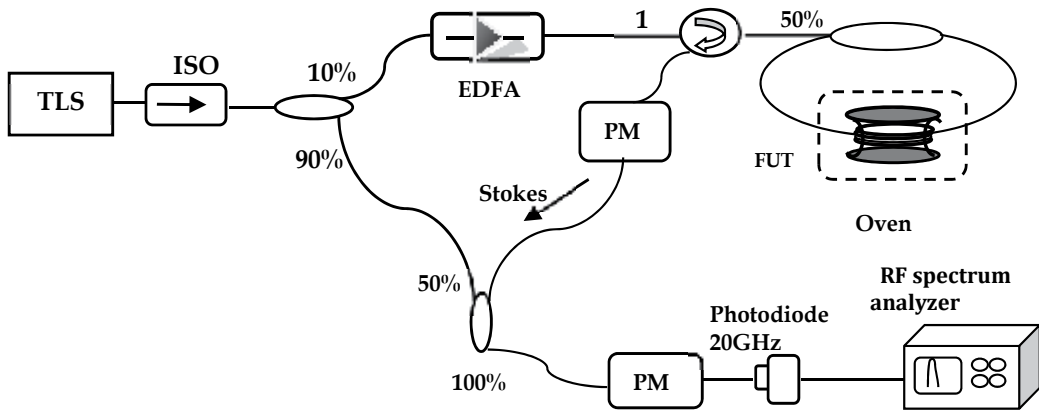 TLS
ISO
10%
90%
EDFA
1
50%
PM
FUT
Oven
Stokes
50%
100%
PM
Photodiode
20GHz
RF spectrum
analyzer